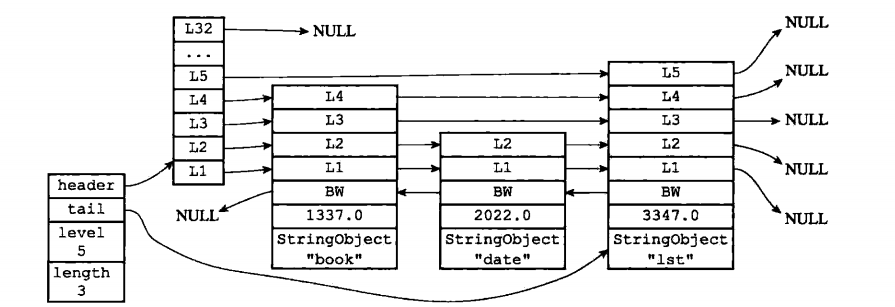 L32
NULL
...
L5
L4
L3
L2
L1
L4
L3
L2
L1
BW
1337.0
StringObject
"book"
L2
L1
BW
2022.0
StringObject
"date"
L5
L4
L3
L2
L1
BW
3347.0
StringObject
"lst"
NULL
NULL
NULL
NULL
NULL
NULL
header
tail
level
5
length
3